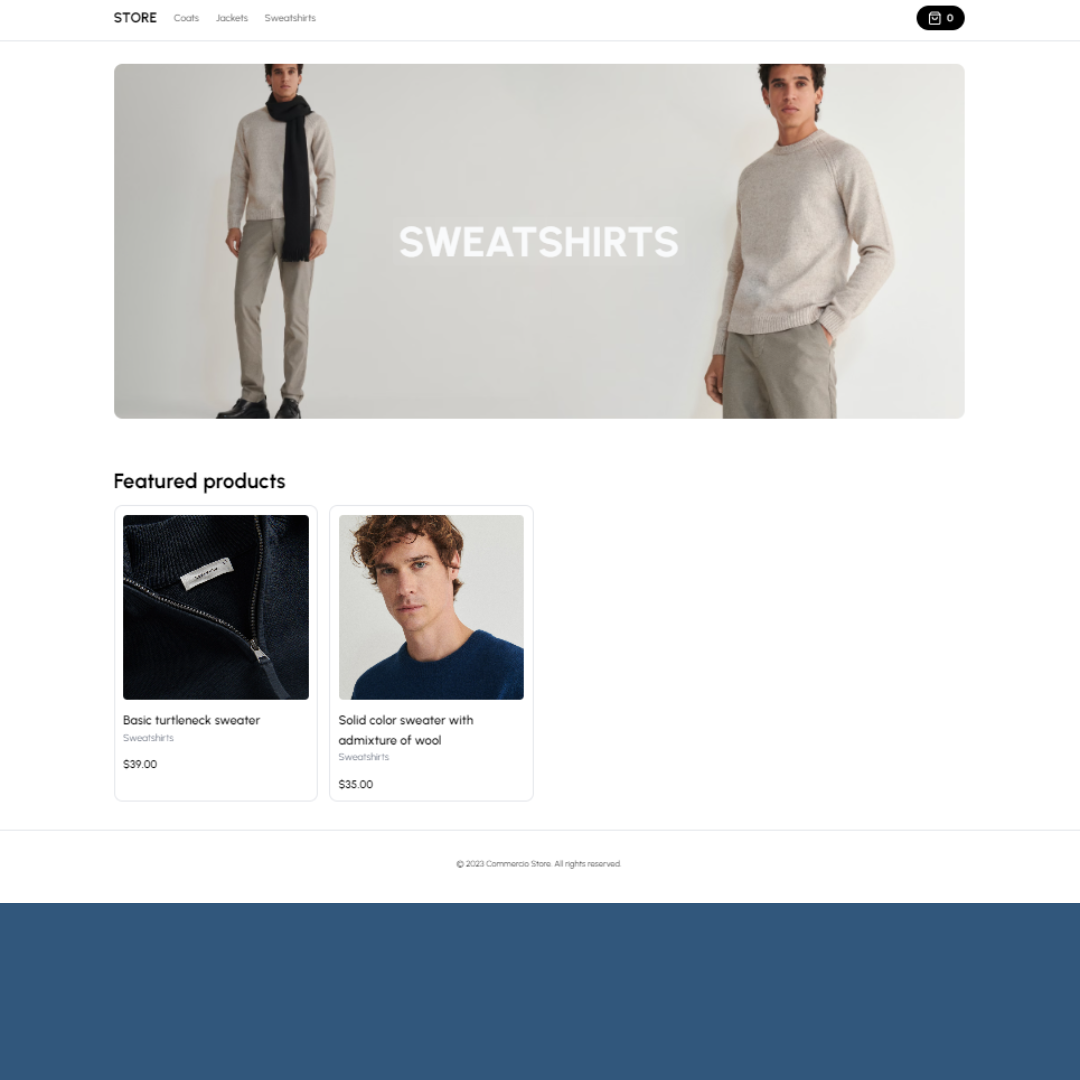 STORE Coats Jackets Sweatshirts 0
SWEATSHIRTS
Featured products
Basic turtleneck sweater
Sweatshirts
$39.00
Solid color sweater with
admixture of wool
Sweatshirts
$35.00
© 2023 Commercio Store. All rights reserved.